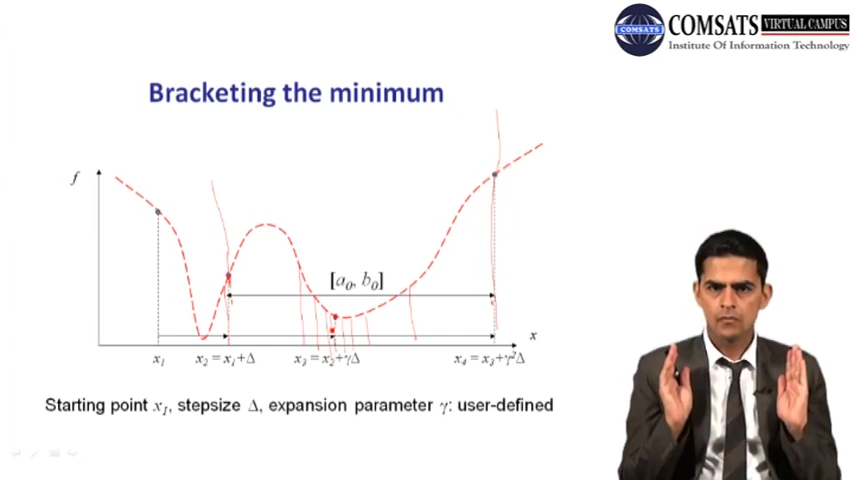 COMSATS VIRTUAL CAMPUS
COMSATS
Institute Of Information Technology
Bracketing the minimum
f
[a₀, b₀]
x
x₁ x₂ = x₁+Δ x₃ = x₂+γΔ x₄ = x₃+γ²Δ
Starting point x₁, stepsize Δ, expansion parameter γ: user-defined